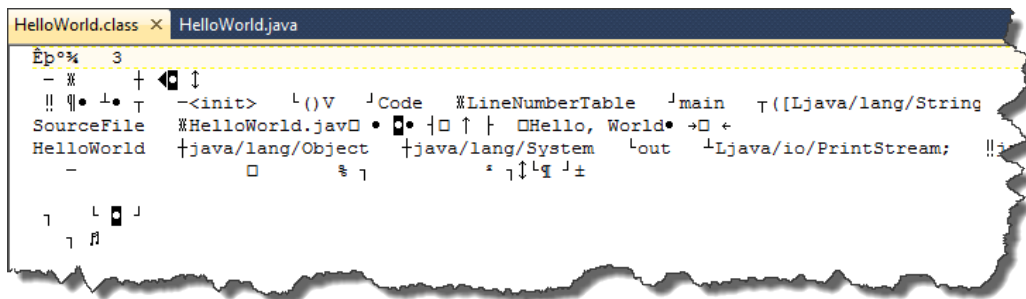 HelloWorld.class × HelloWorld.java
Êþº¾ 3
– ⯐ ┼ ◄◘ ↕
‼ ¶• ┴• ┬ –<init> └()V ┘Code ※LineNumberTable ┘main ┬([Ljava/lang/String
SourceFile ※HelloWorld.jav□ • ◘• ┤□ ↑ ├ □Hello, World• →□ ←
HelloWorld ┼java/lang/Object ┼java/lang/System └out ┴Ljava/io/PrintStream; ‼
– □ % ┐ ² ┐↕└¶ ┘±
┐ └ ◘ ┘
┐ ♬